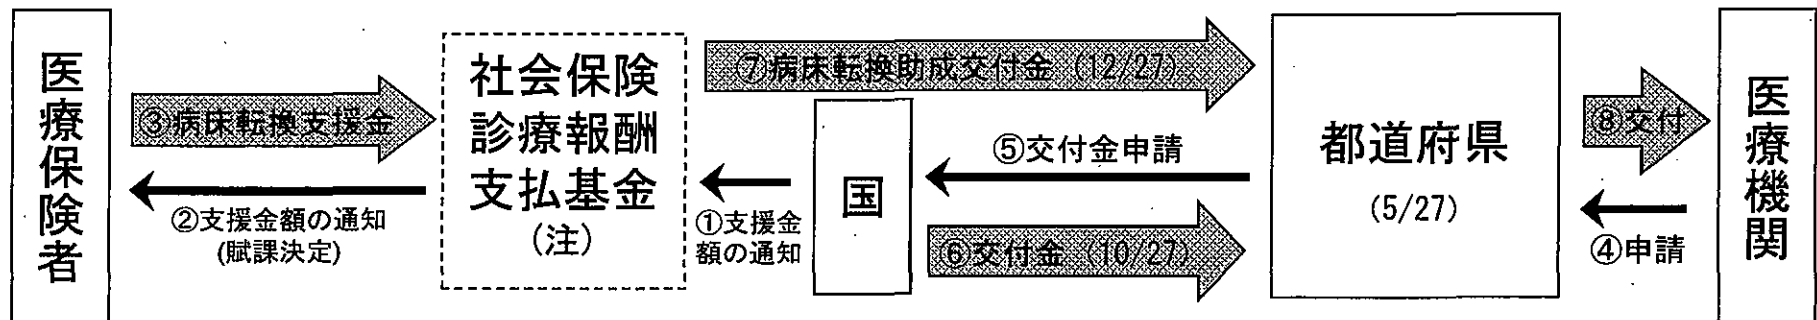 医療保険者
③病床転換支援金
②支援金額の通知
(賦課決定)
社会保険
診療報酬
支払基金
(注)
⑦病床転換助成交付金 (12/27)
①支援金
額の通知
国
⑤交付金申請
⑥交付金 (10/27)
都道府県
(5/27)
⑧交付
④申請
医療機関